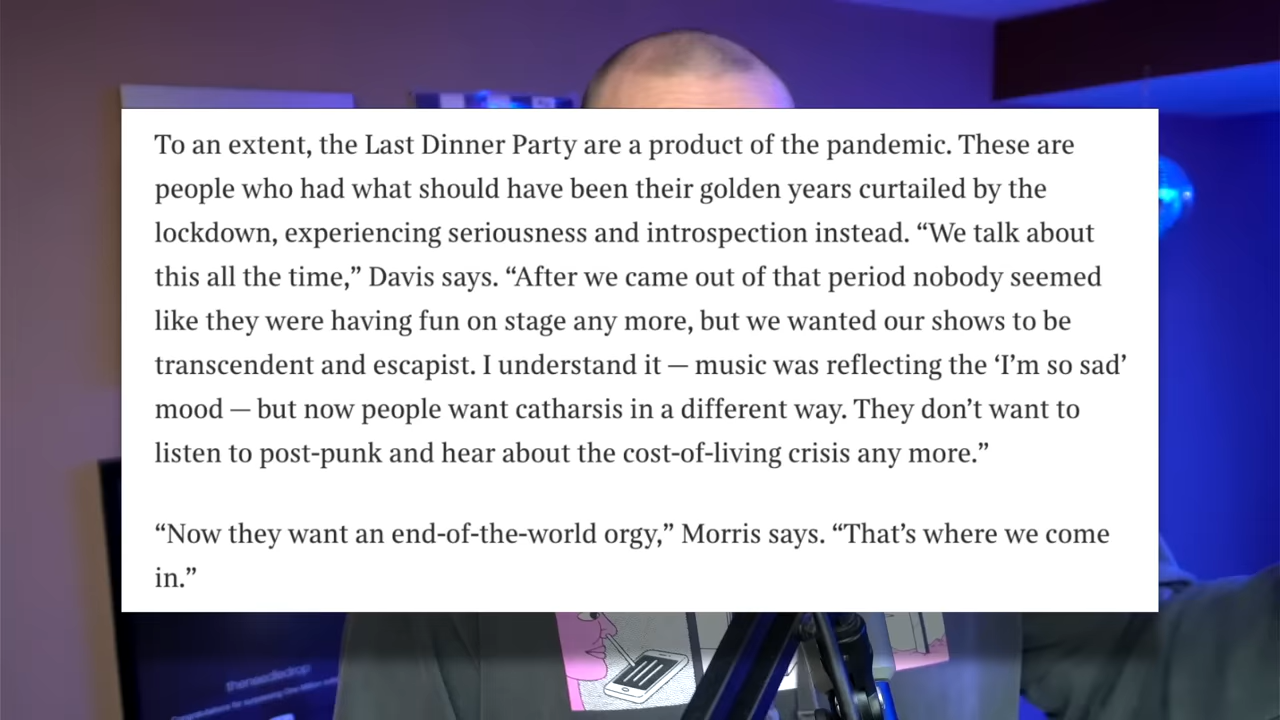 To an extent, the Last Dinner Party are a product of the pandemic. These are
people who had what should have been their golden years curtailed by the
lockdown, experiencing seriousness and introspection instead. “We talk about
this all the time,” Davis says. “After we came out of that period nobody seemed
like they were having fun on stage any more, but we wanted our shows to be
transcendent and escapist. I understand it — music was reflecting the ‘I’m so sad’
mood — but now people want catharsis in a different way. They don’t want to
listen to post-punk and hear about the cost-of-living crisis any more.”
“Now they want an end-of-the-world orgy,” Morris says. “That’s where we come
in.”
theneedledrop